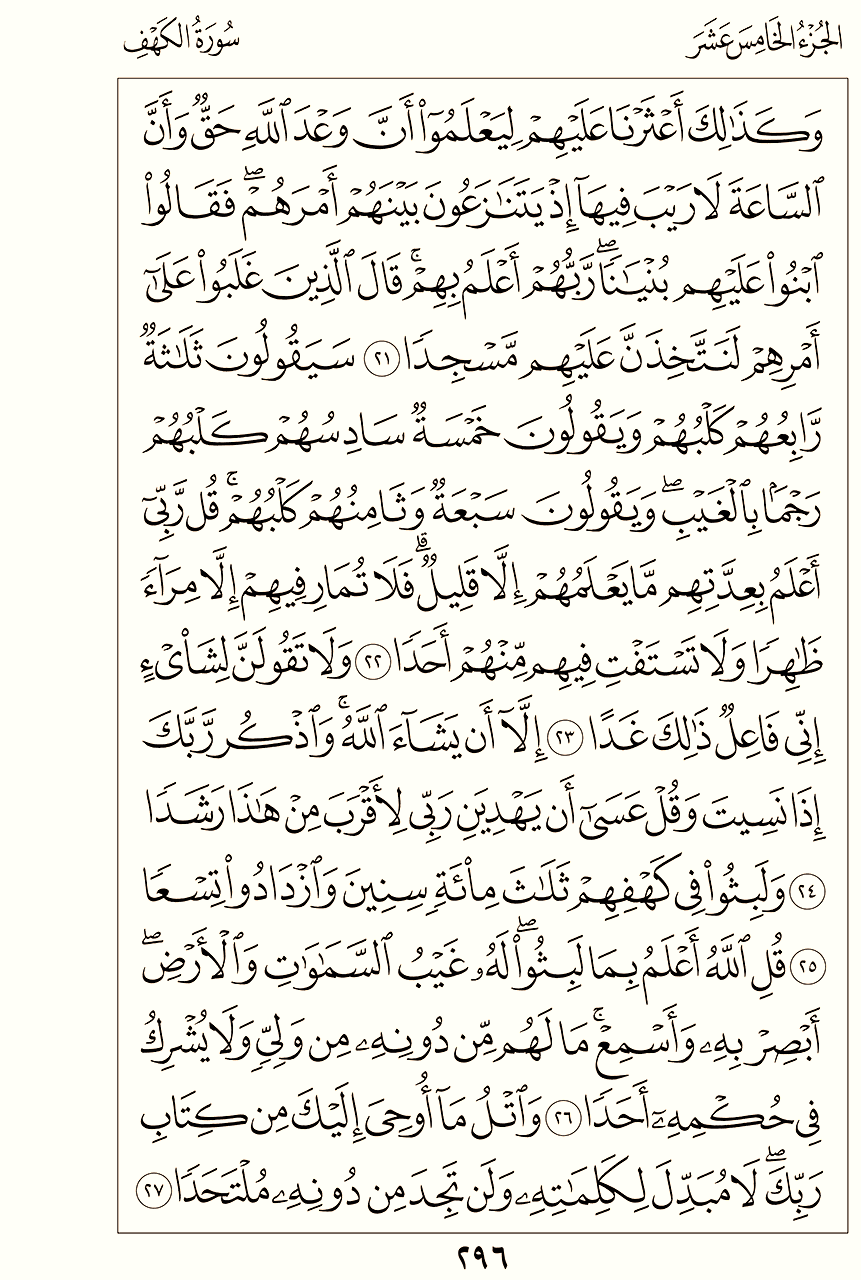 الجُزْءُ الخَامِسَ عَشَرَ
سُورَةُ الكَهْفِ
وَكَذَٰلِكَ أَعْثَرْنَا عَلَيْهِمْ لِيَعْلَمُوٓا۟ أَنَّ وَعْدَ ٱللَّهِ حَقٌّ وَأَنَّ
ٱلسَّاعَةَ لَا رَيْبَ فِيهَآ إِذْ يَتَنَٰزَعُونَ بَيْنَهُمْ أَمْرَهُمْ ۖ فَقَالُوا۟
ٱبْنُوا۟ عَلَيْهِم بُنْيَٰنًا ۖ رَّبُّهُمْ أَعْلَمُ بِهِمْ ۚ قَالَ ٱلَّذِينَ غَلَبُوا۟ عَلَىٰٓ
أَمْرِهِمْ لَنَتَّخِذَنَّ عَلَيْهِم مَّسْجِدًا ٢١ سَيَقُولُونَ ثَلَٰثَةٌ
رَّابِعُهُمْ كَلْبُهُمْ وَيَقُولُونَ خَمْسَةٌ سَادِسُهُمْ كَلْبُهُمْ
رَجْمًۢا بِٱلْغَيْبِ ۖ وَيَقُولُونَ سَبْعَةٌ وَثَامِنُهُمْ كَلْبُهُمْ ۚ قُل رَّبِّىٓ
أَعْلَمُ بِعِدَّتِهِم مَّا يَعْلَمُهُمْ إِلَّا قَلِيلٌ ۗ فَلَا تُمَارِ فِيهِمْ إِلَّا مِرَآءً
ظَٰهِرًا وَلَا تَسْتَفْتِ فِيهِم مِّنْهُمْ أَحَدًا ٢٢ وَلَا تَقُولَنَّ لِشَا۟ىْءٍ
إِنِّى فَاعِلٌ ذَٰلِكَ غَدًا ٢٣ إِلَّآ أَن يَشَآءَ ٱللَّهُ ۚ وَٱذْكُر رَّبَّكَ
إِذَا نَسِيتَ وَقُلْ عَسَىٰٓ أَن يَهْدِيَنِ رَبِّى لِأَقْرَبَ مِنْ هَٰذَا رَشَدًا
٢٤ وَلَبِثُوا۟ فِى كَهْفِهِمْ ثَلَٰثَ مِا۟ئَةٍ سِنِينَ وَٱزْدَادُوا۟ تِسْعًا
٢٥ قُلِ ٱللَّهُ أَعْلَمُ بِمَا لَبِثُوا۟ ۖ لَهُۥ غَيْبُ ٱلسَّمَٰوَٰتِ وَٱلْأَرْضِ ۖ
أَبْصِرْ بِهِۦ وَأَسْمِعْ ۚ مَا لَهُم مِّن دُونِهِۦ مِن وَلِىٍّ وَلَا يُشْرِكُ
فِى حُكْمِهِۦٓ أَحَدًا ٢٦ وَٱتْلُ مَآ أُوحِىَ إِلَيْكَ مِن كِتَابِ
رَبِّكَ ۖ لَا مُبَدِّلَ لِكَلِمَٰتِهِۦ وَلَن تَجِدَ مِن دُونِهِۦ مُلْتَحَدًا ٢٧
٢٩٦